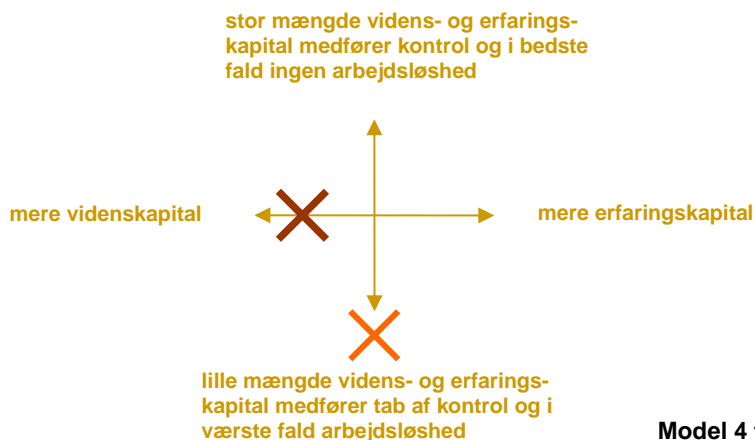 stor mængde videns- og erfarings-
kapital medfører kontrol og i bedste
fald ingen arbejdsløshed
mere videnskapital
mere erfaringskapital
lille mængde videns- og erfarings-
kapital medfører tab af kontrol og i
værste fald arbejdsløshed
Model 4